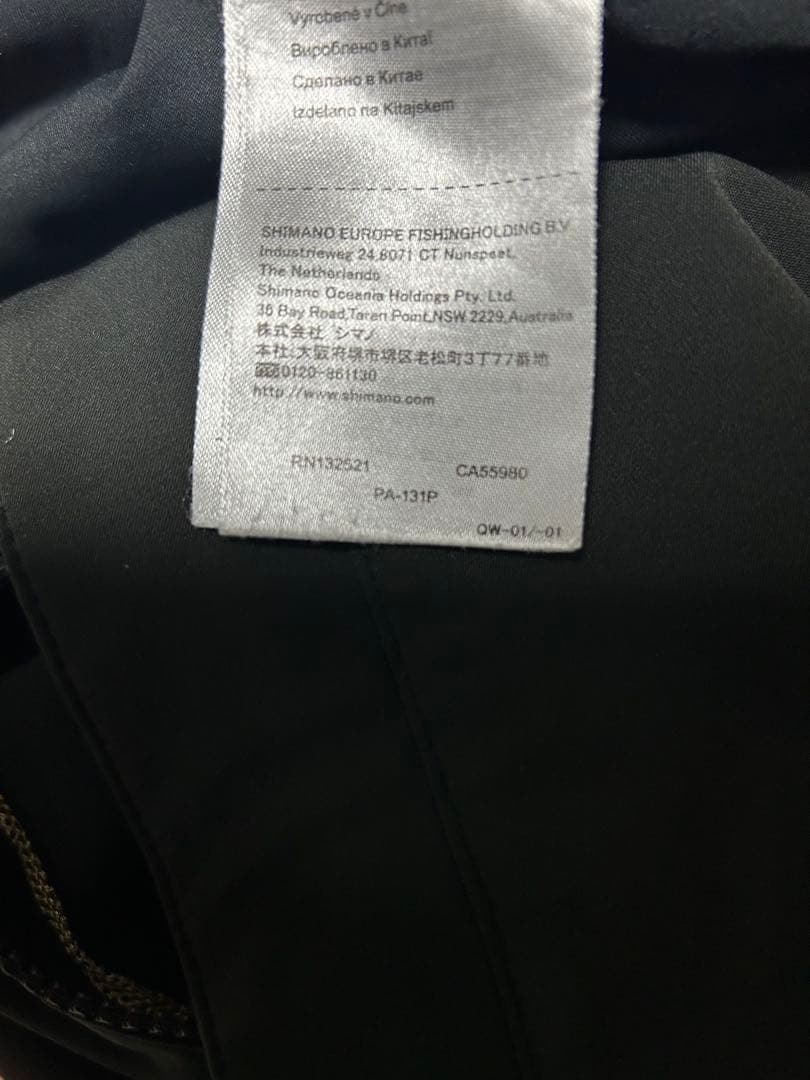 Vyrobené v Číne
Вироблено в Китаї
Сделано в Китае
Izdelano na Kitajskem
SHIMANO EUROPE FISHINGHOLDING B.V
Industrieweg 24,8071 CT Nunspeet,
The Netherlands
Shimano Oceania Holdings Pty. Ltd.
36 Bay Road,Taren Point,NSW 2229,Australia
株式会社 シマノ
本社:大阪府堺市堺区老松町3丁77番地
0120-861130
http://www.shimano.com
RN132521
CA55980
PA-131P
QW-01/-01